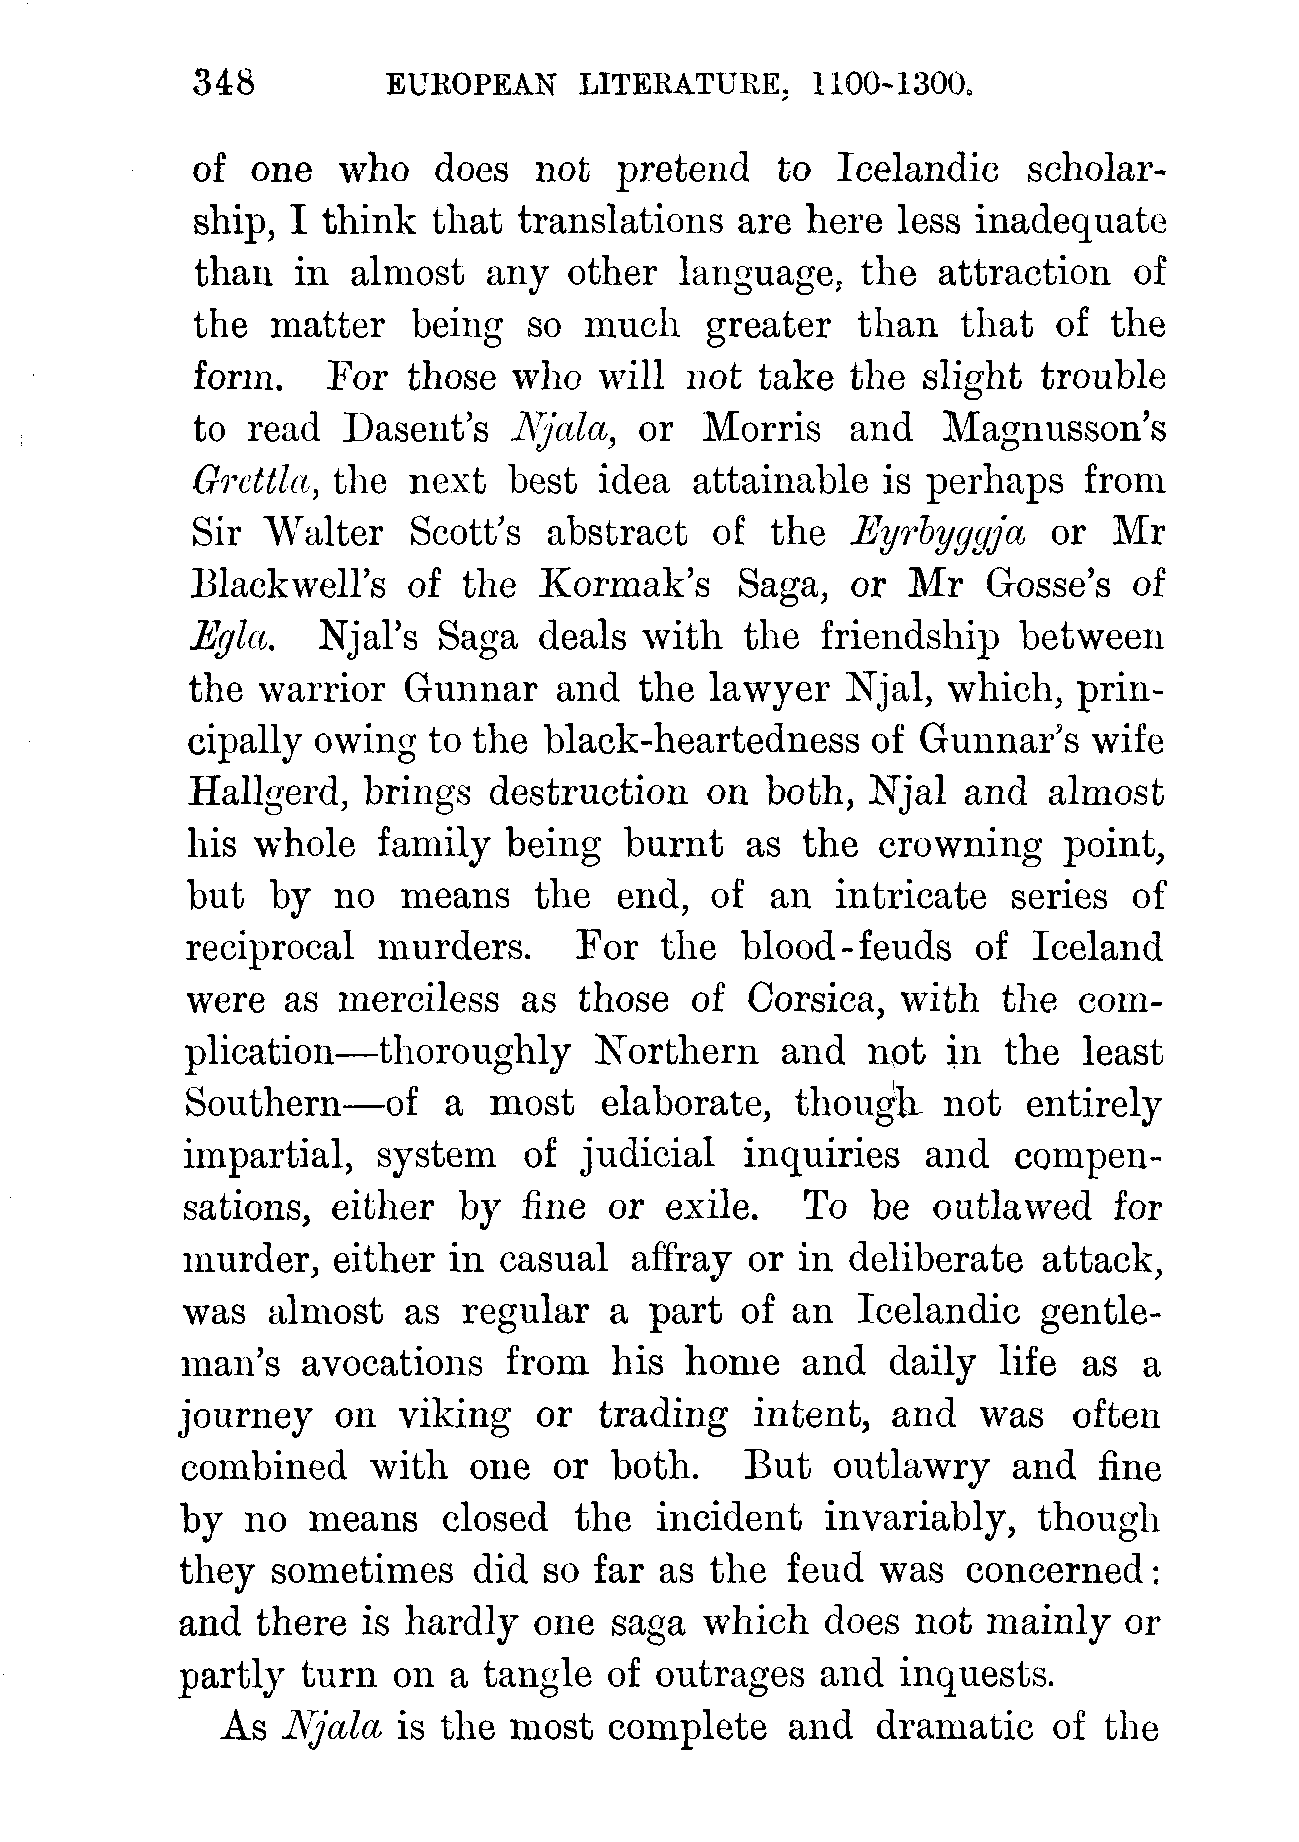 348 EUROPEAN LITERATURE, 1100-1300.
of one who does not pretend to Icelandic scholar-
ship, I think that translations are here less inadequate
than in almost any other language, the attraction of
the matter being so much greater than that of the
form. For those who will not take the slight trouble
to read Dasent's Njala, or Morris and Magnusson's
Grettla, the next best idea attainable is perhaps from
Sir Walter Scott's abstract of the Eyrbyggja or Mr
Blackwell's of the Kormak's Saga, or Mr Gosse's of
Egla. Njal's Saga deals with the friendship between
the warrior Gunnar and the lawyer Njal, which, prin-
cipally owing to the black-heartedness of Gunnar's wife
Hallgerd, brings destruction on both, Njal and almost
his whole family being burnt as the crowning point,
but by no means the end, of an intricate series of
reciprocal murders. For the blood-feuds of Iceland
were as merciless as those of Corsica, with the com-
plication—thoroughly Northern and not in the least
Southern—of a most elaborate, though not entirely
impartial, system of judicial inquiries and compen-
sations, either by fine or exile. To be outlawed for
murder, either in casual affray or in deliberate attack,
was almost as regular a part of an Icelandic gentle-
man's avocations from his home and daily life as a
journey on viking or trading intent, and was often
combined with one or both. But outlawry and fine
by no means closed the incident invariably, though
they sometimes did so far as the feud was concerned:
and there is hardly one saga which does not mainly or
partly turn on a tangle of outrages and inquests.
As Njala is the most complete and dramatic of the